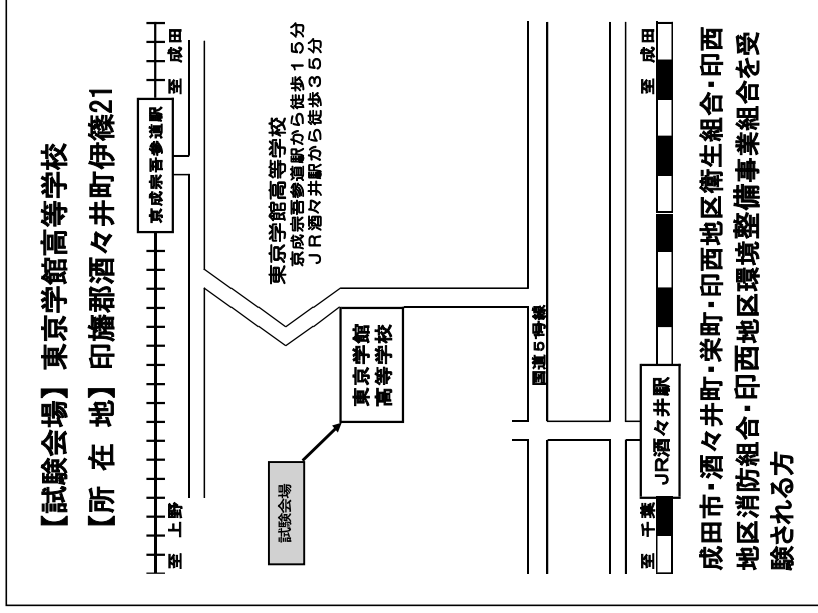 【試験会場】 東京学館高等学校
【所 在 地】 印旛郡酒々井町伊篠21
至 上野
京成宗吾参道駅
至 成田
東京学館高等学校
京成宗吾参道駅から徒歩15分
JR酒々井駅から徒歩35分
試験会場
東京学館
高等学校
国道51号線
至 千葉
JR酒々井駅
至 成田
成田市・酒々井町・栄町・印西地区衛生組合・印西
地区消防組合・印西地区環境整備事業組合を受
験される方